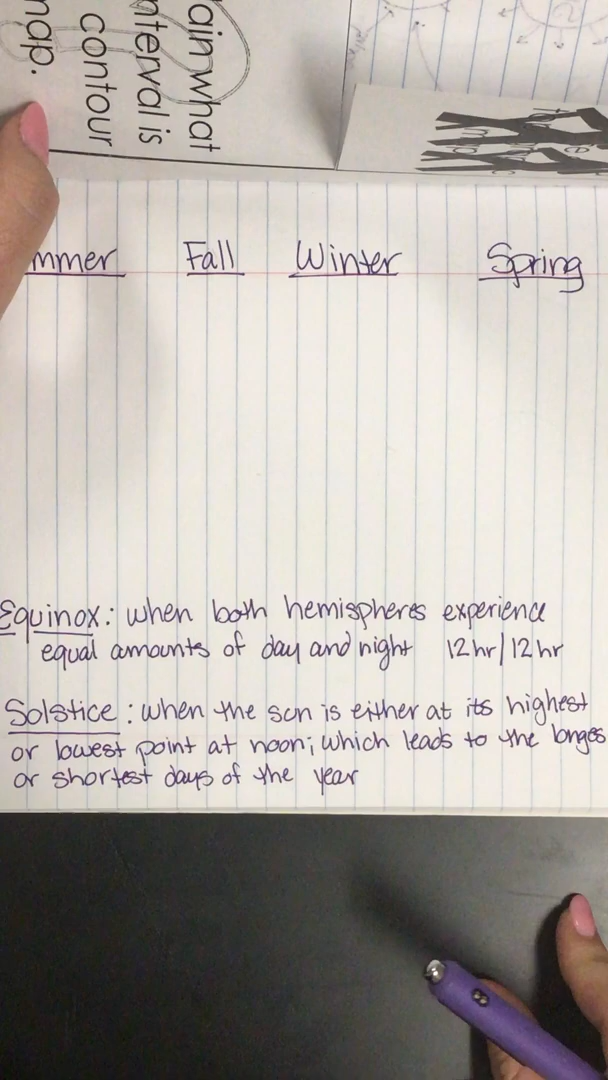 ain what
nterval is
contour
nap.
mmer Fall Winter Spring
Equinox: when both hemispheres experience
equal amounts of day and night 12hr/12hr
Solstice: when the sun is either at its highest
or lowest point at noon; which leads to the longes
or shortest days of the year